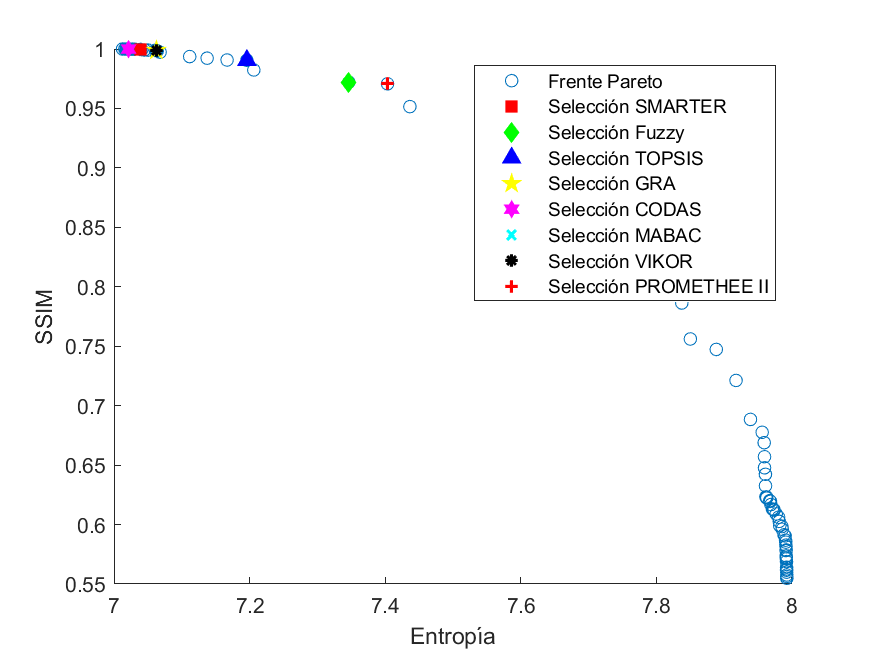 1
0.95
0.9
0.85
0.8
0.75
0.7
0.65
0.6
0.55
SSIM
7
7.2
7.4
7.6
7.8
8
Entropía
Frente Pareto
Selección SMARTER
Selección Fuzzy
Selección TOPSIS
Selección GRA
Selección CODAS
Selección MABAC
Selección VIKOR
Selección PROMETHEE II